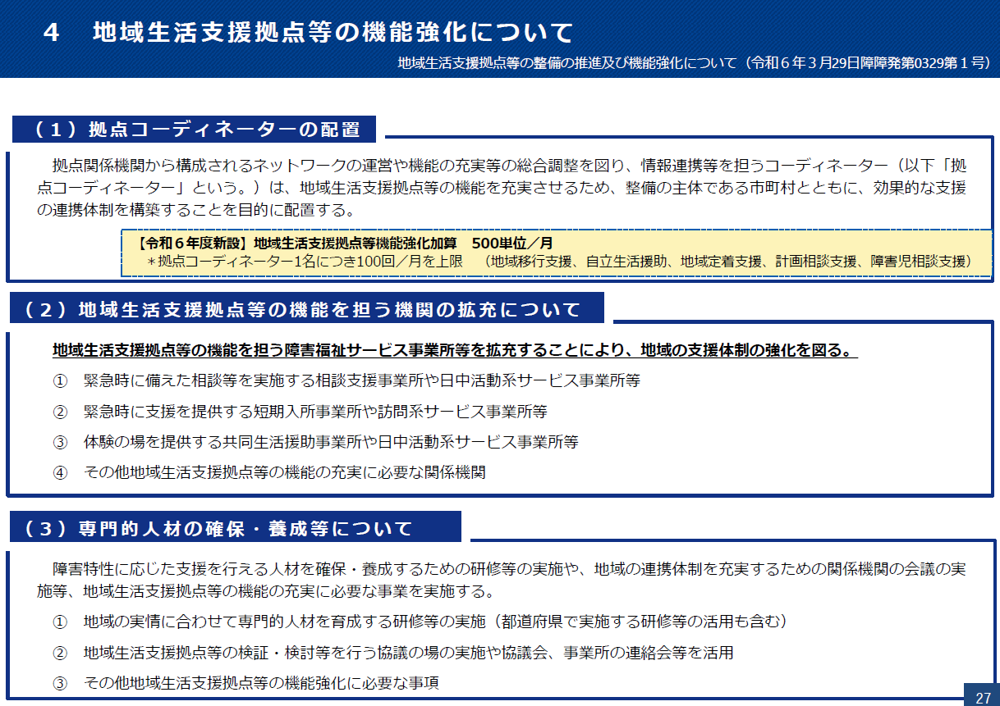 4　地域生活支援拠点等の機能強化について
地域生活支援拠点等の整備の推進及び機能強化について（令和６年３月29日障障発第0329第１号）
（１）拠点コーディネーターの配置
拠点関係機関から構成されるネットワークの運営や機能の充実等の総合調整を図り、情報連携等を担うコーディネーター（以下「拠
点コーディネーター」という。）は、地域生活支援拠点等の機能を充実させるため、整備の主体である市町村とともに、効果的な支援
の連携体制を構築することを目的に配置する。
【令和６年度新設】地域生活支援拠点等機能強化加算　500単位／月
＊拠点コーディネーター1名につき100回／月を上限　（地域移行支援、自立生活援助、地域定着支援、計画相談支援、障害児相談支援）
（２）地域生活支援拠点等の機能を担う機関の拡充について
地域生活支援拠点等の機能を担う障害福祉サービス事業所等を拡充することにより、地域の支援体制の強化を図る。
①　緊急時に備えた相談等を実施する相談支援事業所や日中活動系サービス事業所等
②　緊急時に支援を提供する短期入所事業所や訪問系サービス事業所等
③　体験の場を提供する共同生活援助事業所や日中活動系サービス事業所等
④　その他地域生活支援拠点等の機能の充実に必要な関係機関
（３）専門的人材の確保・養成等について
障害特性に応じた支援を行える人材を確保・養成するための研修等の実施や、地域の連携体制を充実するための関係機関の会議の実
施等、地域生活支援拠点等の機能の充実に必要な事業を実施する。
①　地域の実情に合わせて専門的人材を育成する研修等の実施（都道府県で実施する研修等の活用も含む）
②　地域生活支援拠点等の検証・検討等を行う協議の場の実施や協議会、事業所の連絡会等を活用
③　その他地域生活支援拠点等の機能強化に必要な事項
27